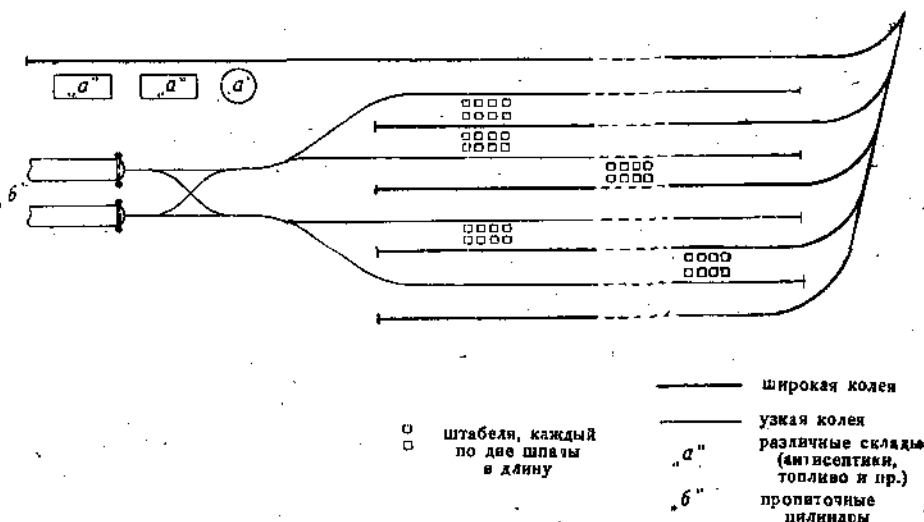 „а"
„а"
а
б"
широкая колея
узкая колея
штабеля, каждый
по две шпалы
в длину
„а"
различные склады
(антисептики,
топливо и пр.)
„б"
пропиточные
цилиндры